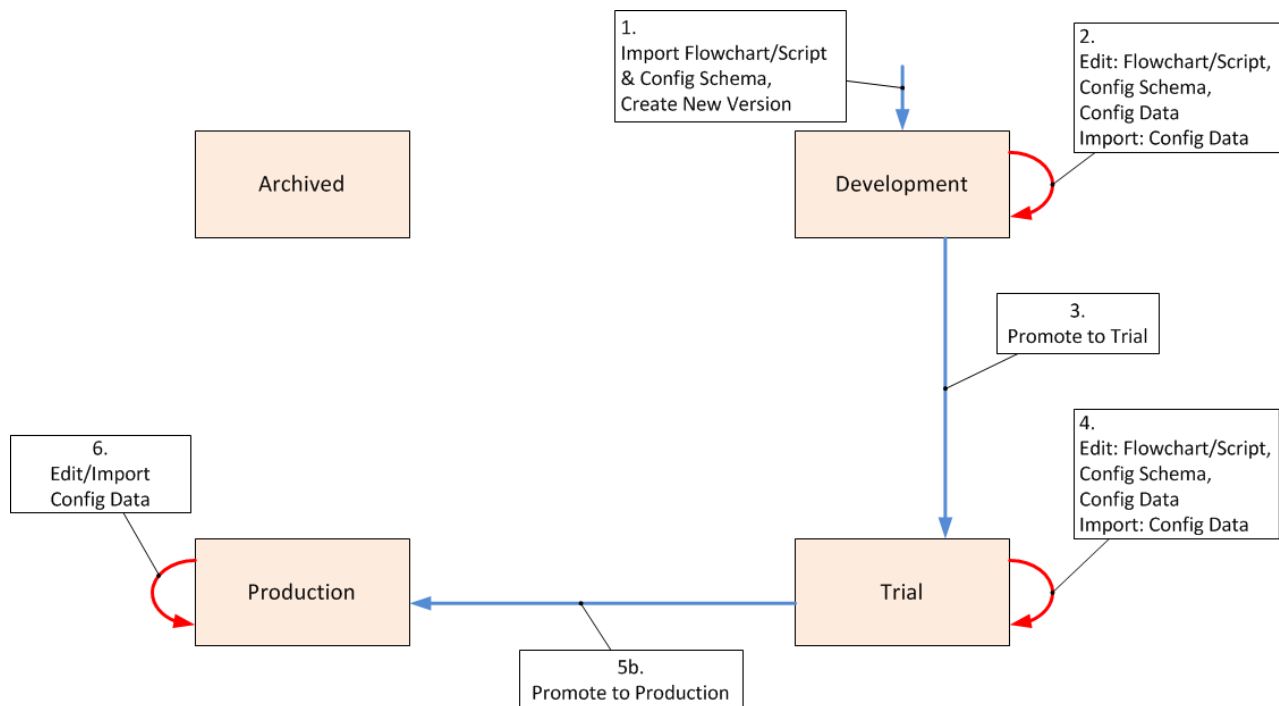 1.
Import Flowchart/Script
& Config Schema,
Create New Version
2.
Edit: Flowchart/Script,
Config Schema,
Config Data
Import: Config Data
Archived
Development
3.
Promote to Trial
4.
Edit: Flowchart/Script,
Config Schema,
Config Data
Import: Config Data
6.
Edit/Import
Config Data
Production
Trial
5b.
Promote to Production